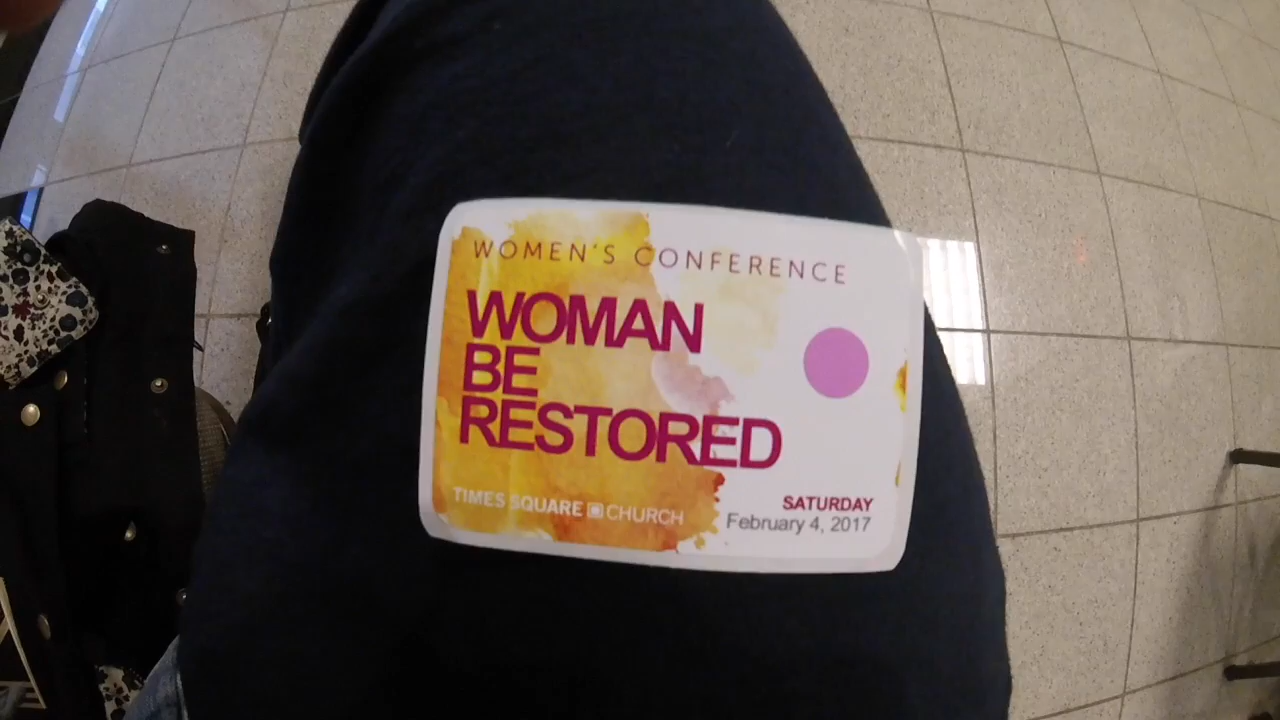 WOMEN'S CONFERENCE
WOMAN
BE
RESTORED
TIMES SQUARE CHURCH
SATURDAY
February 4, 2017